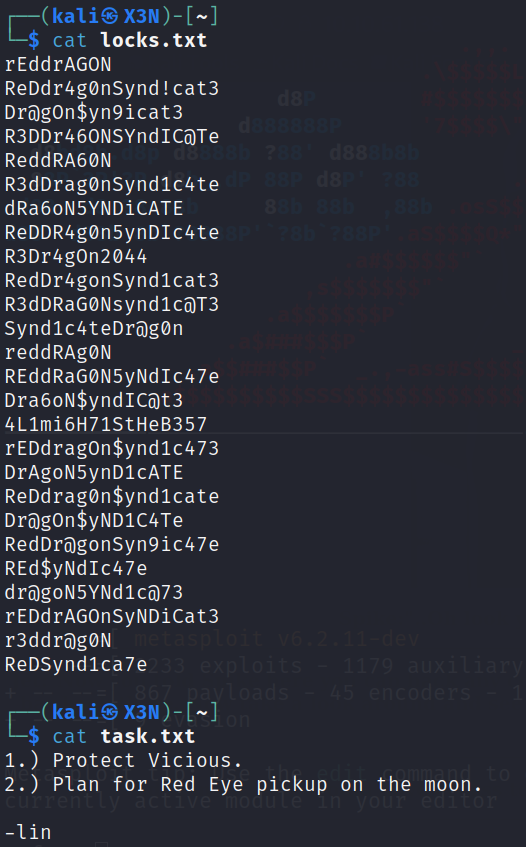 ┌──(kali㉿X3N)-[~]
└─$ cat locks.txt
rEddrAGON
ReDdr4g0nSynd!cat3
Dr@gOn$yn9icat3
R3DDr46ONSYndIC@Te
ReddRA60N
R3dDrag0nSynd1c4te
dRa6oN5YNDiCATE
ReDDR4g0n5ynDIc4te
R3Dr4gOn2044
RedDr4gonSynd1cat3
R3dDRaG0Nsynd1c@T3
Synd1c4teDr@g0n
reddRAg0N
REddRaG0N5yNdIc47e
Dra6oN$yndIC@t3
4L1mi6H71StHeB357
rEDdragOn$ynd1c473
DrAgoN5ynD1cATE
ReDdrag0n$ynd1cate
Dr@gOn$yND1C4Te
RedDr@gonSyn9ic47e
REd$yNdIc47e
dr@goN5YNd1c@73
rEDdrAGOnSyNDiCat3
r3ddr@g0N
ReDSynd1ca7e
┌──(kali㉿X3N)-[~]
└─$ cat task.txt
1.) Protect Vicious.
2.) Plan for Red Eye pickup on the moon.
-lin